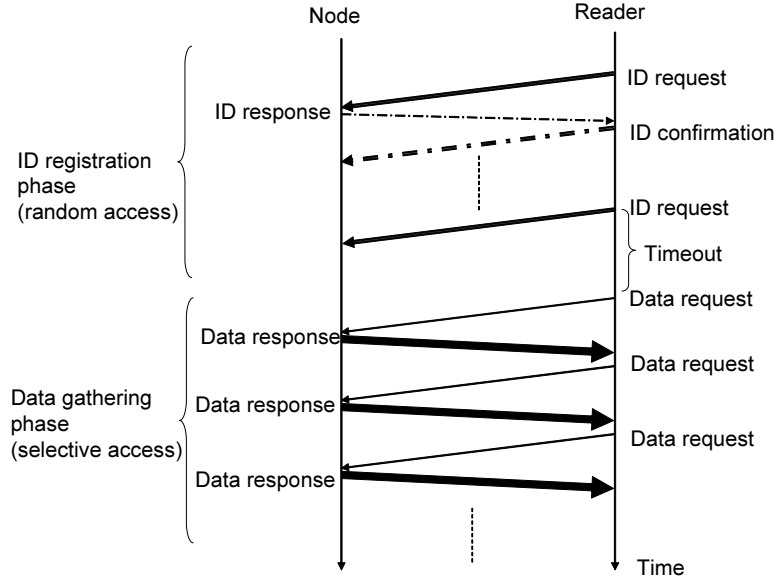 Node
Reader
ID request
ID response
ID confirmation
ID registration
phase
(random access)
ID request
Timeout
Data request
Data response
Data request
Data gathering
phase
(selective access)
Data response
Data request
Data response
Time